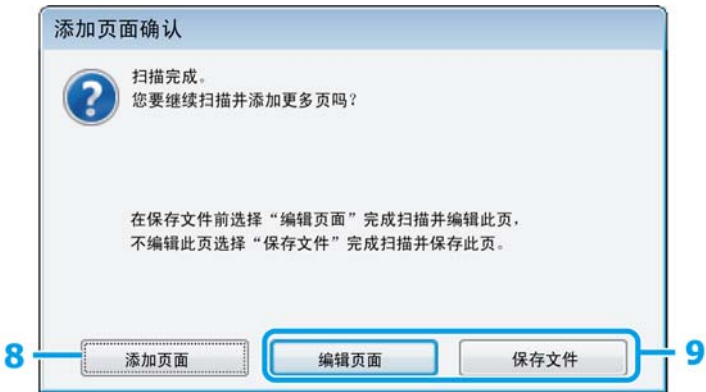 添加页面确认
扫描完成。
您要继续扫描并添加更多页吗?
在保存文件前选择“编辑页面”完成扫描并编辑此页,
不编辑此页选择“保存文件”完成扫描并保存此页。
8 添加页面 编辑页面 保存文件 9